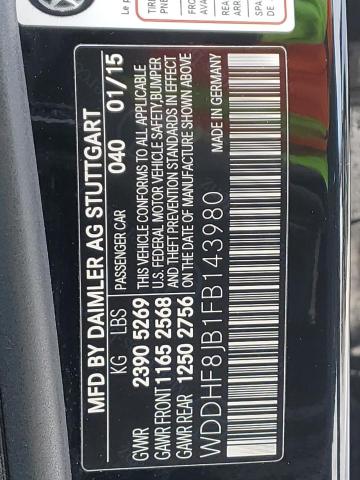 MFD BY DAIMLER AG STUTTGART 01/15
KG LBS PASSENGER CAR 040
GVWR 2390 5269
GAWR FRONT 1165 2568
GAWR REAR 1250 2756
THIS VEHICLE CONFORMS TO ALL APPLICABLE
U.S. FEDERAL MOTOR VEHICLE SAFETY, BUMPER
AND THEFT PREVENTION STANDARDS IN EFFECT
ON THE DATE OF MANUFACTURE SHOWN ABOVE
WDDHF8JB1FB143980
MADE IN GERMANY